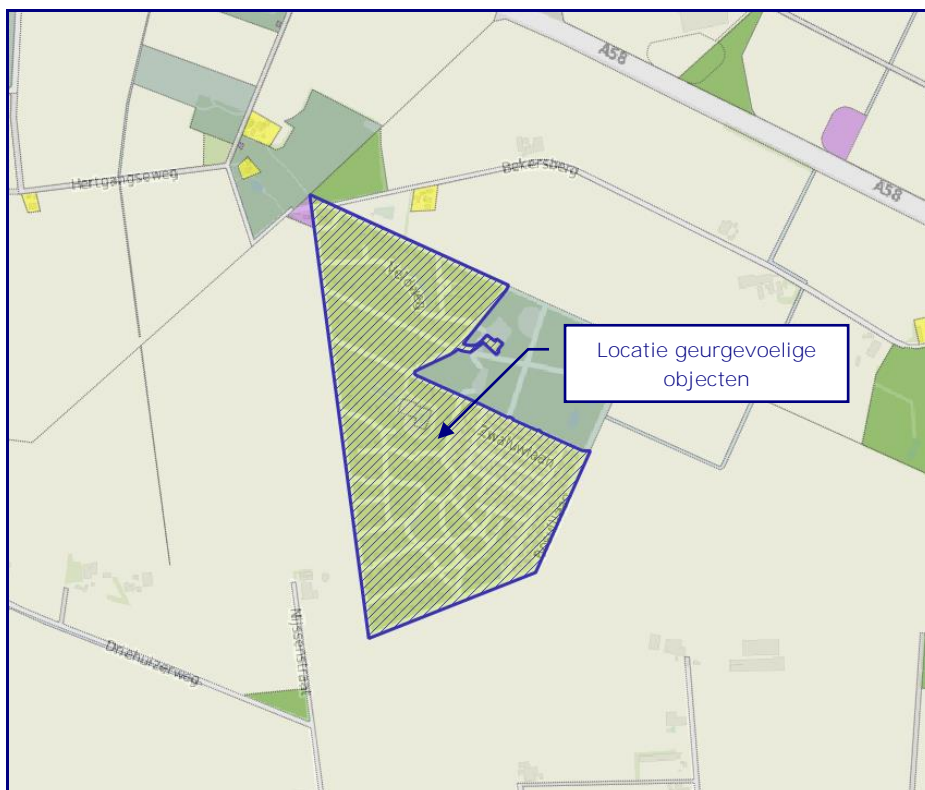 A58
Bekersberg
Hertgangseweg
A58
Locatie geurgevoelige
objecten
Zwaluwlaan
Nijssenstraat
Driehuizerweg